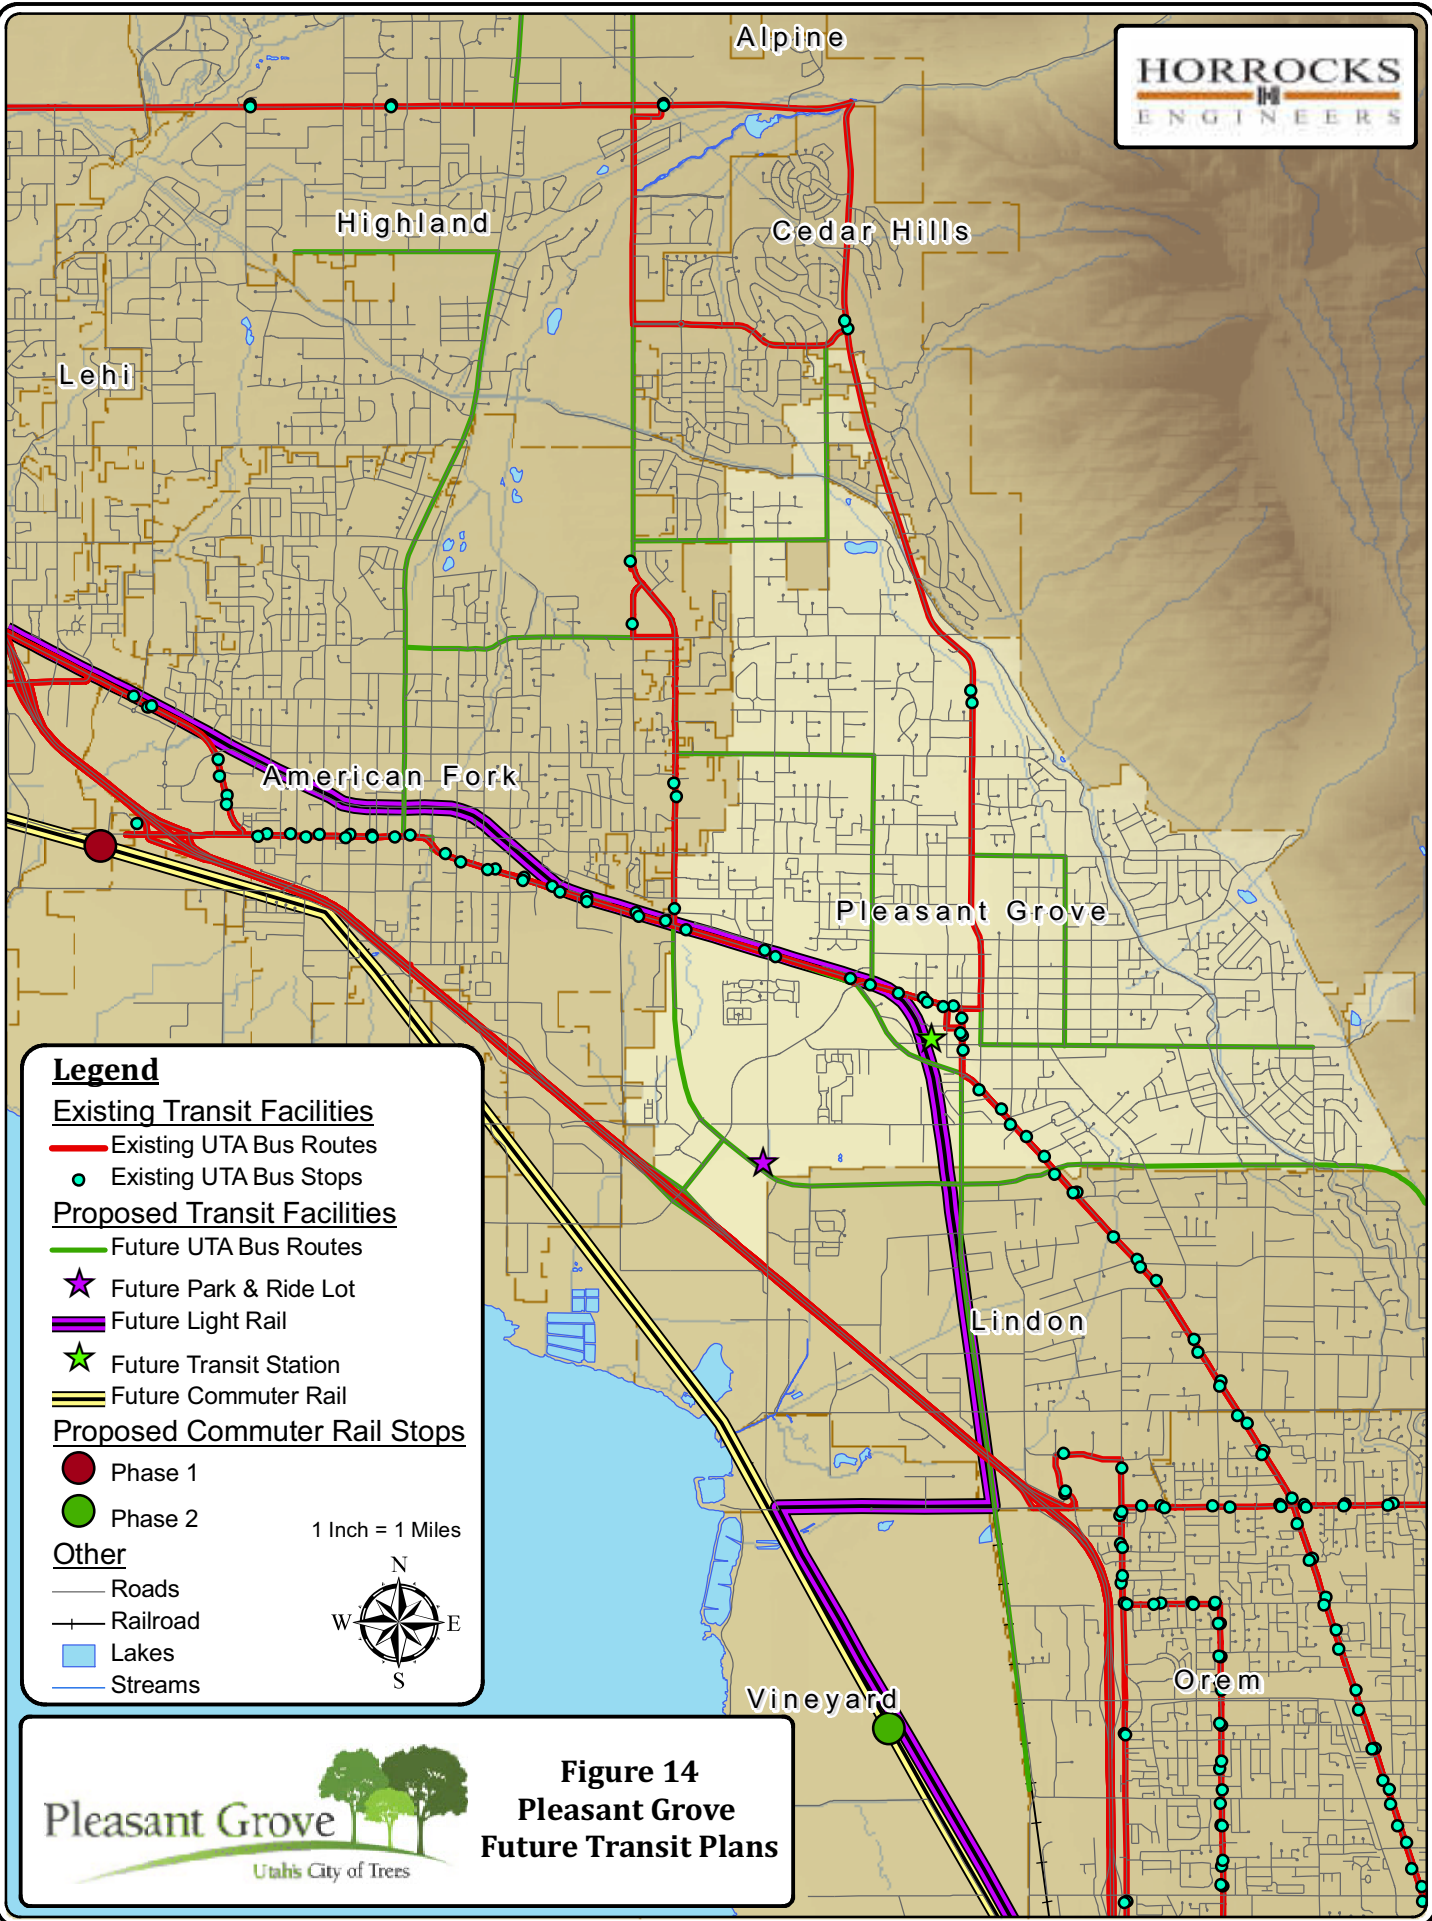 Alpine
HORROCKS
ENGINEERS
Highland
Cedar Hills
Lehi
American Fork
Pleasant Grove
Legend
Existing Transit Facilities
Existing UTA Bus Routes
Existing UTA Bus Stops
Proposed Transit Facilities
Future UTA Bus Routes
Future Park & Ride Lot
Future Light Rail
Future Transit Station
Future Commuter Rail
Proposed Commuter Rail Stops
Phase 1
Phase 2
1 Inch = 1 Miles
Other
Roads
Railroad
Lakes
Streams
N
W E
S
Lindon
Orem
Vineyard
Pleasant Grove
Utah's City of Trees
Figure 14
Pleasant Grove
Future Transit Plans